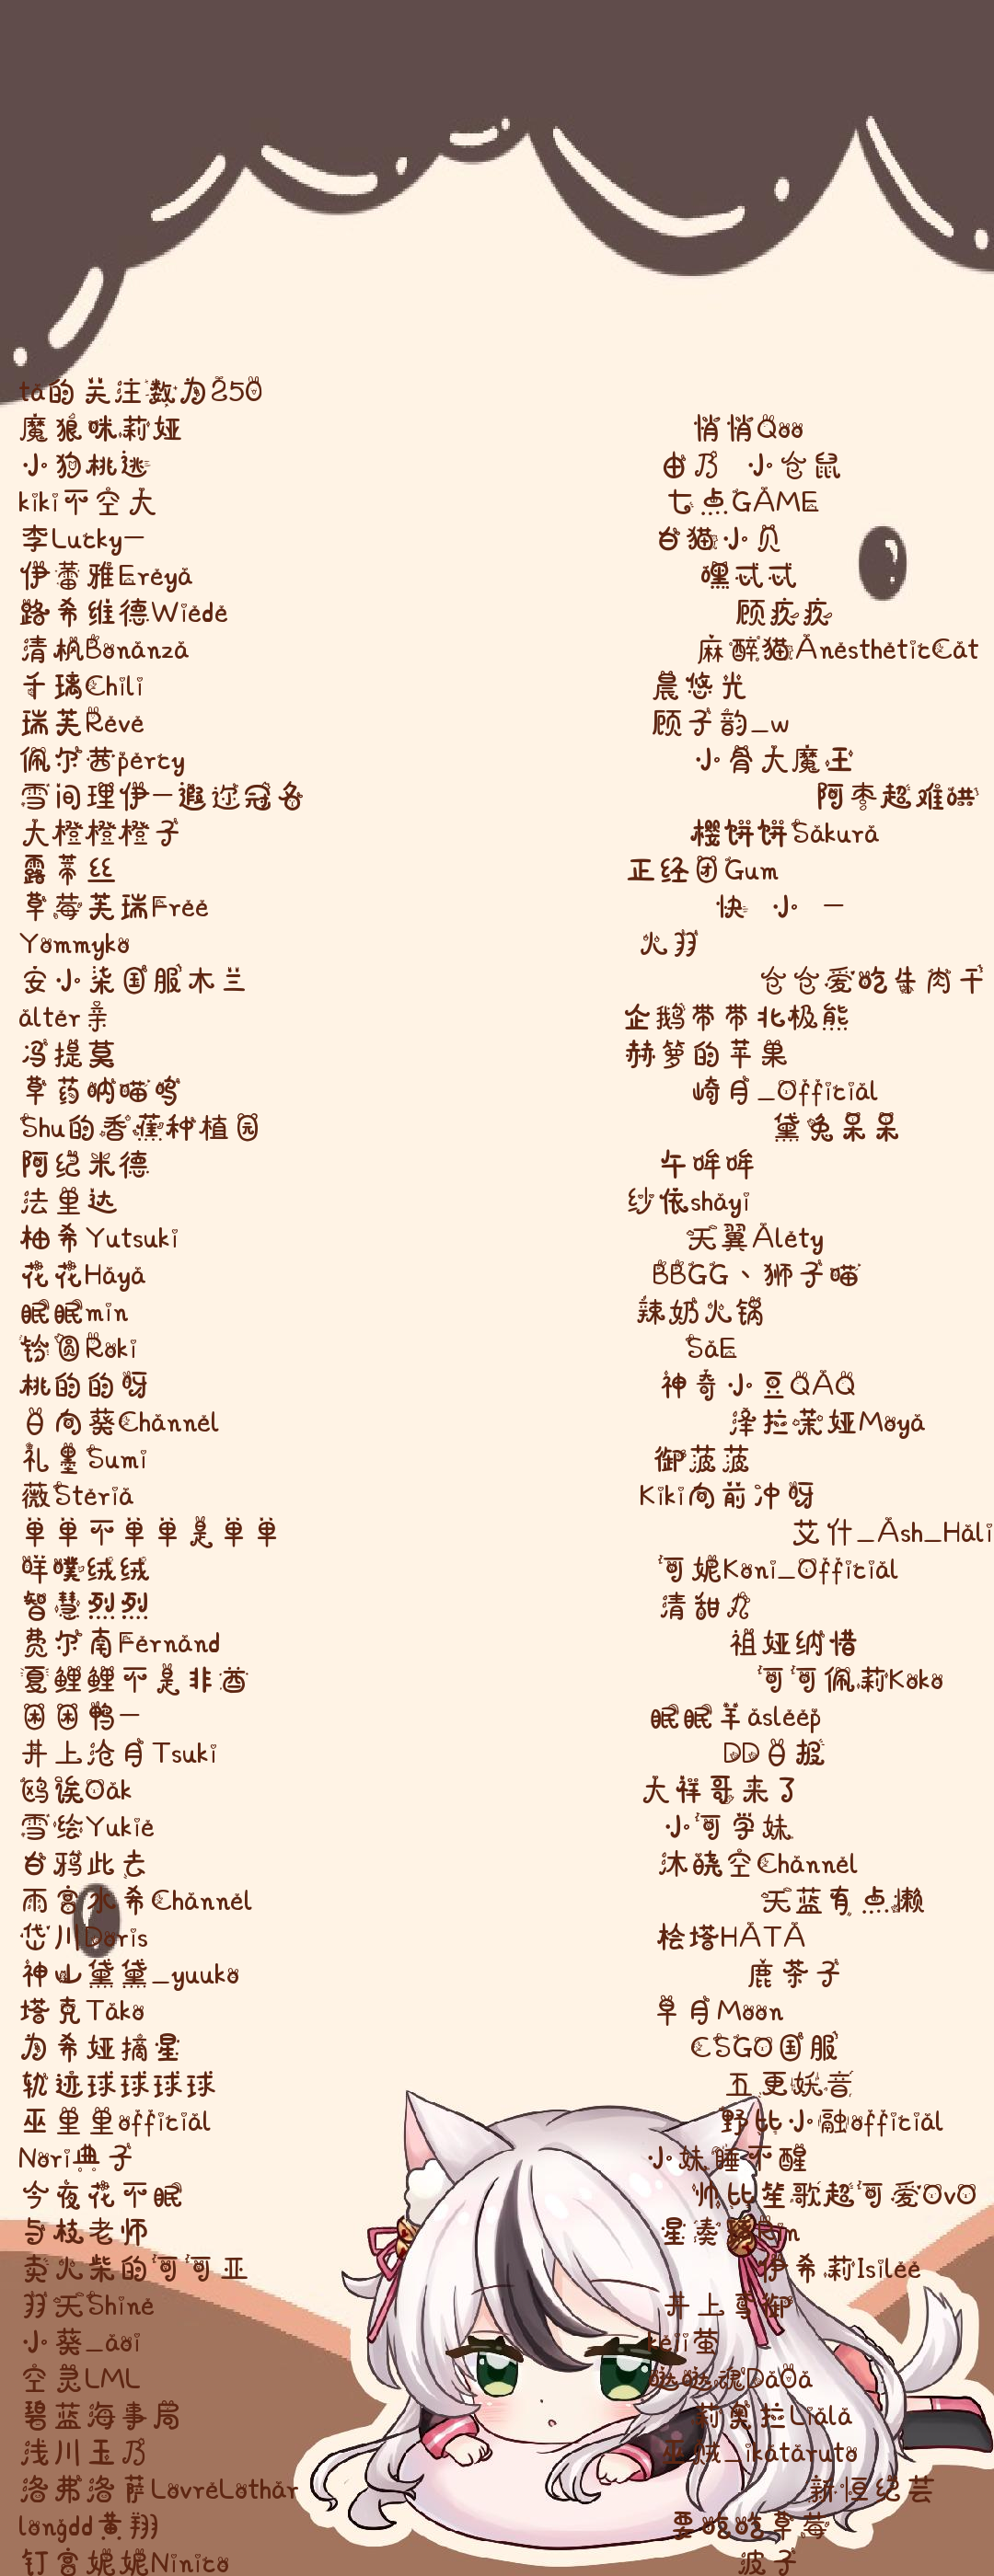 ta的关注数为250
魔狼咪莉娅
小狗桃逃
kiki不空大
李Lucky一
伊蕾雅Ereya
路希维德Wiede
清枫Bonanza
千璃Chili
瑞芙Reve
佩尔茜percy
雪间理伊一遐迩冠名
大橙橙橙子
露蒂丝
草莓芙瑞Free
Yommyko
安小柒国服木兰
alter亲
冯提莫
草药呐喵呜
Shu的香蕉种植园
阿纪米德
法里达
柚希Yutsuki
花花Haya
眠眠min
铃圆Roki
桃的的呀
日向葵Channel
礼墨Sumi
薇Steria
单单不单单是单单
咩噗绒绒
智慧烈烈
费尔南Fernand
夏鲤鲤不是非酋
困困鸭一
井上沧月Tsuki
鸥诶Oak
雪绘Yukie
白鸦此去
雨宫水希Channel
岱川Doris
神山黛黛_yuuko
塔克Tako
为希娅摘星
轨迹球球球球
巫里里official
Nori典子
今夜花不眠
与枝老师
卖火柴的可可亚
羽天Shine
小葵_aoi
空灵LML
碧蓝海事局
浅川玉乃
洛弗洛萨LovreLothar
longdd黄翔
钉宫妮妮Ninico
悄悄Qoo
由乃 小仓鼠
七点GAME
白猫小贝
嘿忒忒
顾疚疚
麻醉猫AnestheticCat
晨悠光
顾子韵_w
小骨大魔王
阿李超难哄
樱饼饼Sakura
正经团Gum
快 小 一
火羽
仓仓爱吃牛肉干
企鹅带带北极熊
赫箩的苹果
崎月_Official
黛兔呆呆
午哞哞
纱依shayi
天翼Alety
BBGG丶狮子喵
辣奶火锅
SaE
神奇小豆QAQ
泽拉茉娅Moya
御菠菠
Kiki向前冲呀
艾什_Ash_Hali
可妮Koni_Official
清甜丸
祖娅纳惜
可可佩莉Koko
眠眠羊asleep
DD日报
大祥哥来了
小可学妹
沐晓空Channel
天蓝有点懒
桧塔HATA
鹿茶子
早月Moon
CSGO国服
五更妖音
野比小融official
小妹睡不醒
帅比笙歌超可爱OvO
星凑
伊希莉Isilee
井上
keji萤
DaOa
莉奥拉Liala
巫贼_ikataruto
新恒纪芸
要吃吃草莓
波子